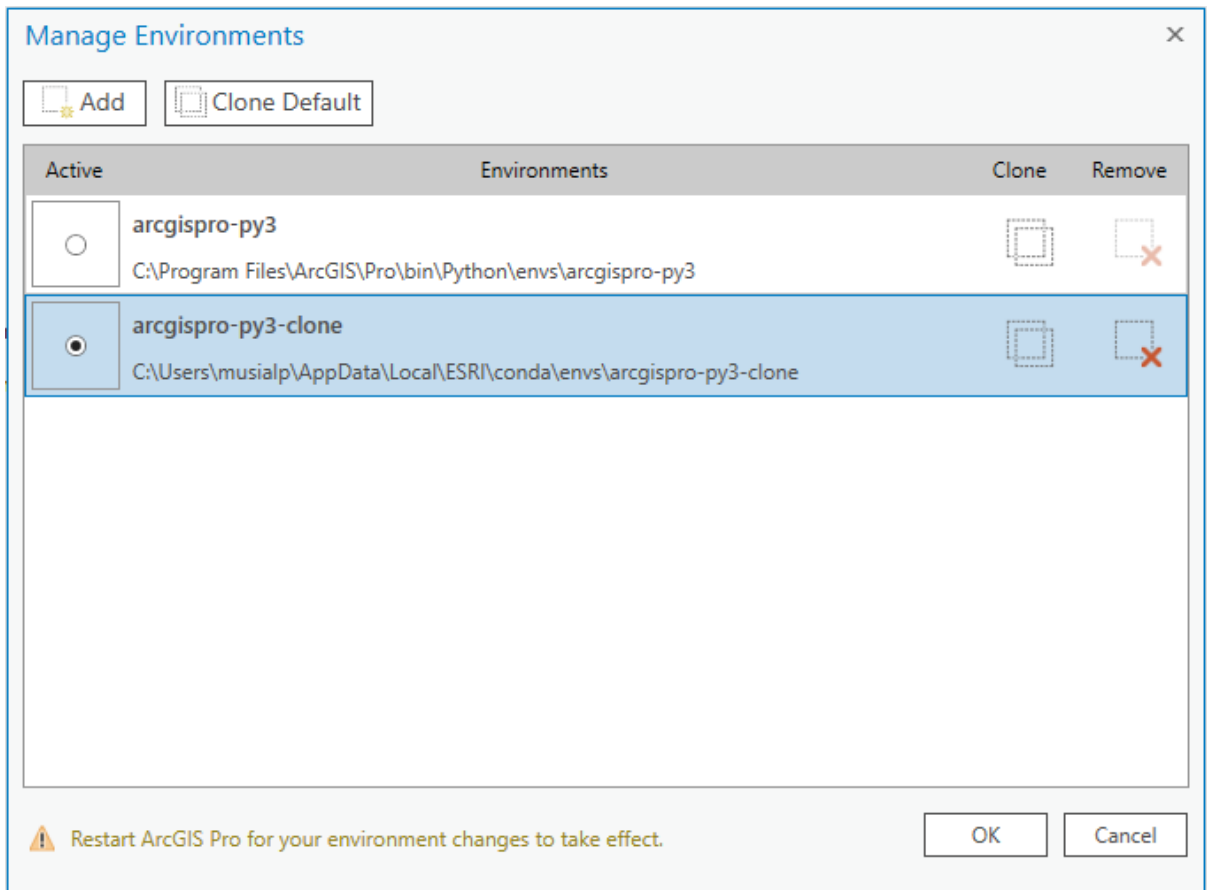 Manage Environments
Add
Clone Default
Active Environments Clone Remove
arcgispro-py3
C:\Program Files\ArcGIS\Pro\bin\Python\envs\arcgispro-py3
arcgispro-py3-clone
C:\Users\musialp\AppData\Local\ESRI\conda\envs\arcgispro-py3-clone
Restart ArcGIS Pro for your environment changes to take effect.
OK
Cancel